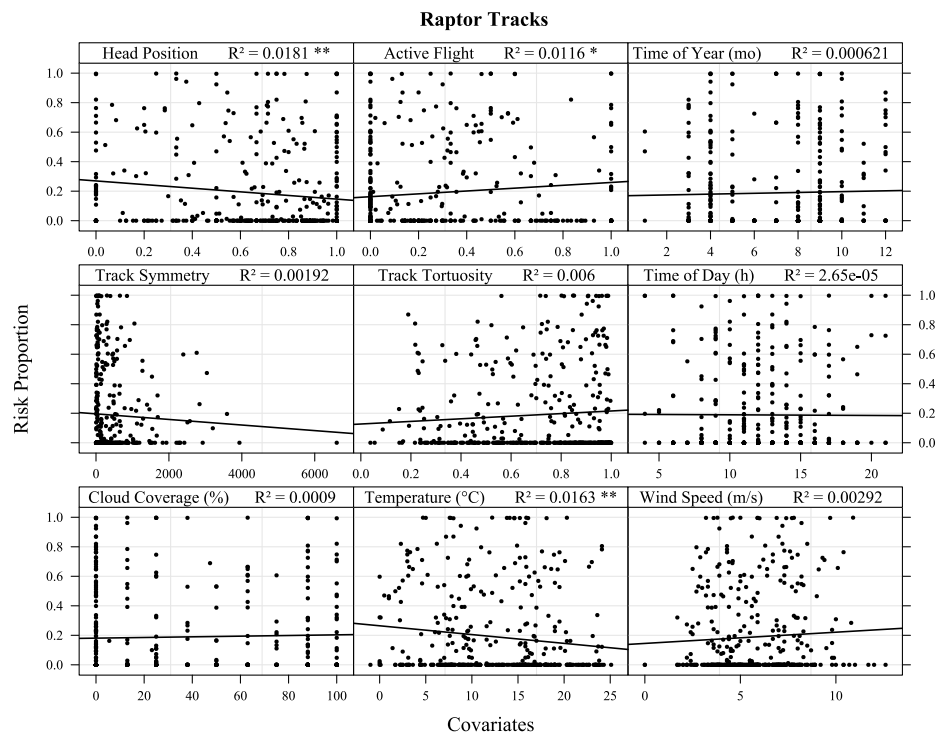 Raptor Tracks
Head Position R² = 0.0181 ** Active Flight R² = 0.0116 * Time of Year (mo) R² = 0.000621
1.0
0.8
0.6
0.4
0.2
0.0
0.0 0.2 0.4 0.6 0.8 1.0 0.0 0.2 0.4 0.6 0.8 1.0 2 4 6 8 10 12
Track Symmetry R² = 0.00192 Track Tortuosity R² = 0.006 Time of Day (h) R² = 2.65e-05
1.0
0.8
0.6
0.4
0.2
0.0
0 2000 4000 6000 0.0 0.2 0.4 0.6 0.8 1.0 5 10 15 20
Cloud Coverage (%) R² = 0.0009 Temperature (°C) R² = 0.0163 ** Wind Speed (m/s) R² = 0.00292
1.0
0.8
0.6
0.4
0.2
0.0
0 20 40 60 80 100 0 5 10 15 20 25 0 5 10
Risk Proportion
Covariates